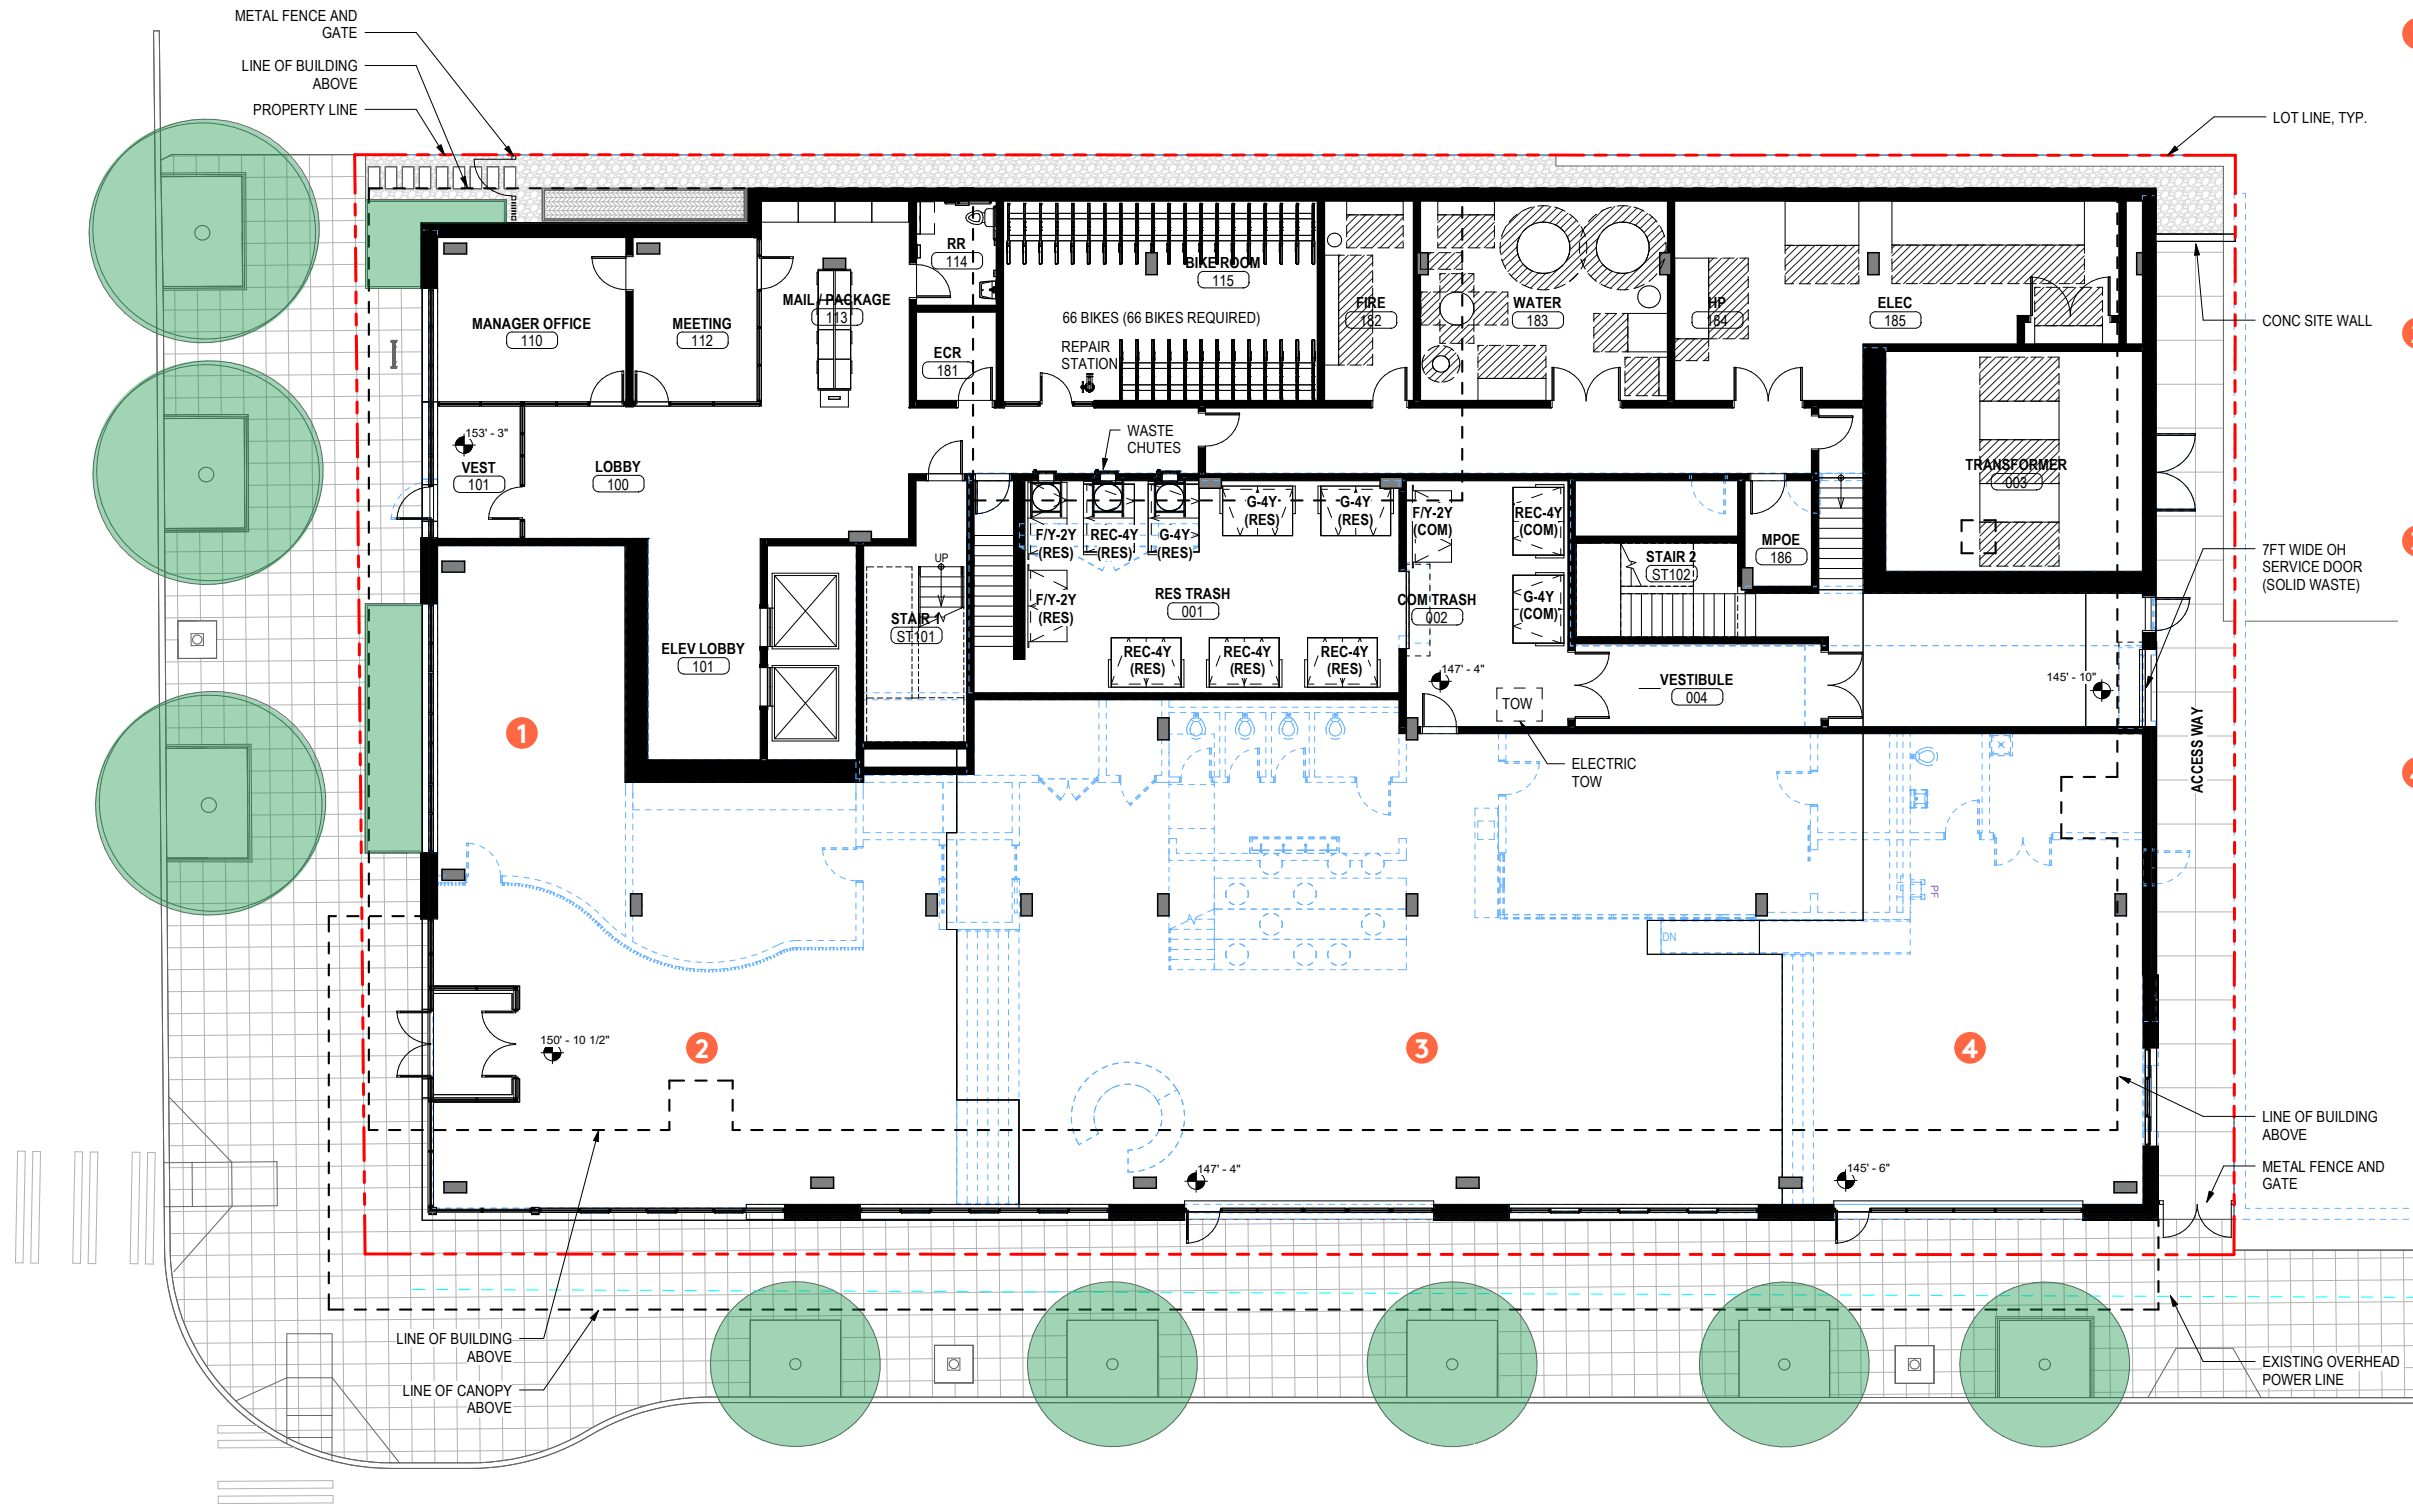 METAL FENCE AND
GATE
LINE OF BUILDING
ABOVE
PROPERTY LINE
LOT LINE, TYP.
CONC SITE WALL
7FT WIDE OH
SERVICE DOOR
(SOLID WASTE)
MANAGER OFFICE
110
MEETING
112
MAIL / PACKAGE
113
RR
114
ECR
181
BIKE ROOM
115
66 BIKES (66 BIKES REQUIRED)
REPAIR
STATION
FIRE
182
WATER
183
HP
184
ELEC
185
TRANSFORMER
003
153' - 3"
VEST
101
LOBBY
100
WASTE
CHUTES
F/Y-2Y
(RES)
REC-4Y
(RES)
G-4Y
(RES)
G-4Y
(RES)
G-4Y
(RES)
F/Y-2Y
(COM)
REC-4Y
(COM)
F/Y-2Y
(RES)
RES TRASH
001
COM TRASH
002
G-4Y
(COM)
REC-4Y
(RES)
REC-4Y
(RES)
REC-4Y
(RES)
STAIR 2
ST102
MPOE
186
UP
STAIR 1
ST101
ELEV LOBBY
101
147' - 4"
TOW
VESTIBULE
004
145' - 10"
ACCESS WAY
ELECTRIC
TOW
1
PF
DN
150' - 10 1/2"
2
3
4
147' - 4"
145' - 6"
LINE OF BUILDING
ABOVE
METAL FENCE AND
GATE
LINE OF BUILDING
ABOVE
LINE OF CANOPY
ABOVE
EXISTING OVERHEAD
POWER LINE